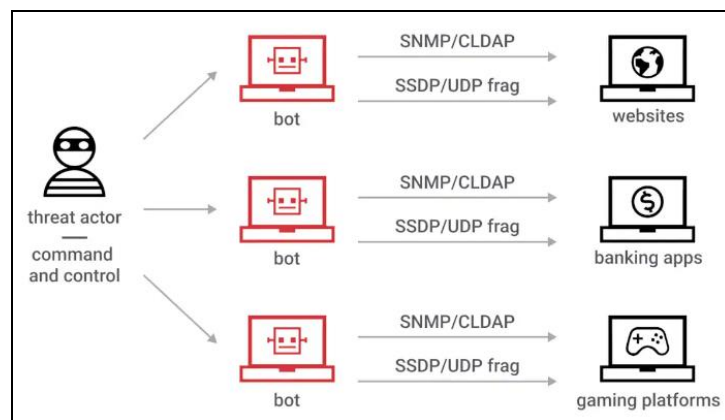 SNMP/CLDAP
SSDP/UDP frag
bot
websites
threat actor
command
and control
SNMP/CLDAP
SSDP/UDP frag
bot
banking apps
SNMP/CLDAP
SSDP/UDP frag
bot
gaming platforms